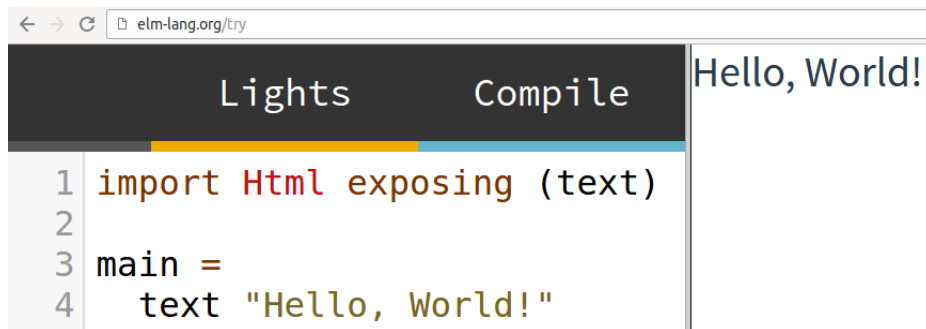 elm-lang.org/try
Lights Compile
Hello, World!
1 import Html exposing (text)
2
3 main =
4   text "Hello, World!"